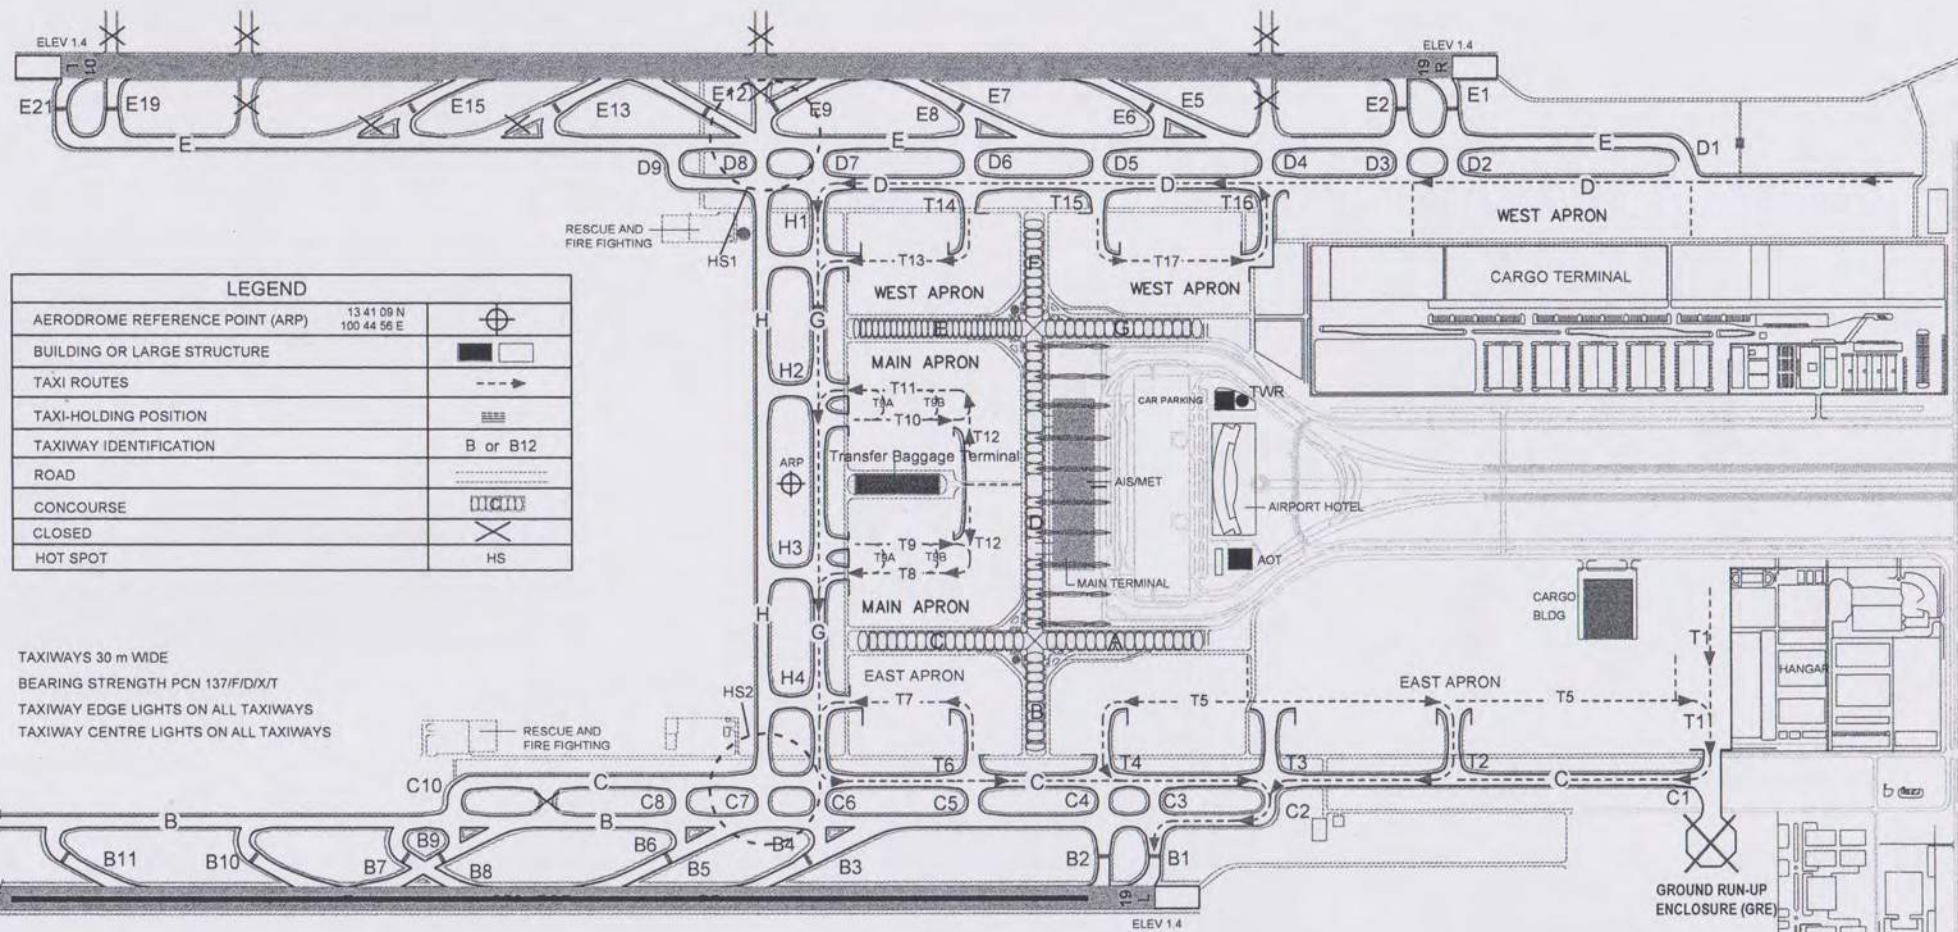 ELEV 1.4
ELEV 1.4
L
01
19
R
E21
E19
E15
E13
E12
E9
E8
E7
E6
E5
E2
E1
E
E
E
D1
D9
D8
D7
D6
D5
D4
D3
D2
D
D
D
H1
T14
T15
T16
WEST APRON
RESCUE AND
FIRE FIGHTING
HS1
T13
F
T17
CARGO TERMINAL
WEST APRON
WEST APRON
LEGEND
AERODROME REFERENCE POINT (ARP)
13 41 09 N
100 44 56 E
BUILDING OR LARGE STRUCTURE
TAXI ROUTES
TAXI-HOLDING POSITION
TAXIWAY IDENTIFICATION
B or B12
ROAD
CONCOURSE
C
CLOSED
HOT SPOT
HS
H
G
E
G
MAIN APRON
H2
T11
T9A
T9B
T10
T12
CAR PARKING
TWR
ARP
Transfer Baggage Terminal
AIS/MET
AIRPORT HOTEL
D
H3
T9
T12
T9A
T9B
T8
AOT
MAIN TERMINAL
MAIN APRON
CARGO
BLDG
H
G
C
A
T1
HANGAR
TAXIWAYS 30 m WIDE
BEARING STRENGTH PCN 137/F/D/X/T
TAXIWAY EDGE LIGHTS ON ALL TAXIWAYS
TAXIWAY CENTRE LIGHTS ON ALL TAXIWAYS
H4
EAST APRON
EAST APRON
HS2
T7
B
T5
T5
T1
RESCUE AND
FIRE FIGHTING
T6
T4
T3
T2
C10
C
C
C
C8
C7
C6
C5
C4
C3
C2
C1
B
B
B9
B11
B10
B7
B8
B6
B5
B4
B3
B2
B1
19
L
ELEV 1.4
GROUND RUN-UP
ENCLOSURE (GRE)